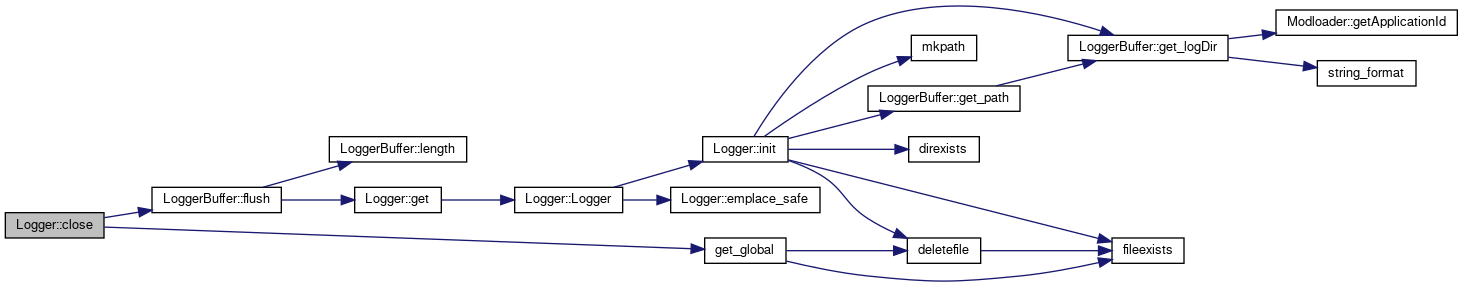 Logger::close
LoggerBuffer::flush
LoggerBuffer::length
Logger::get
Logger::Logger
Logger::init
Logger::emplace_safe
get_global
mkpath
LoggerBuffer::get_path
direxists
deletefile
LoggerBuffer::get_logDir
fileexists
Modloader::getApplicationId
string_format